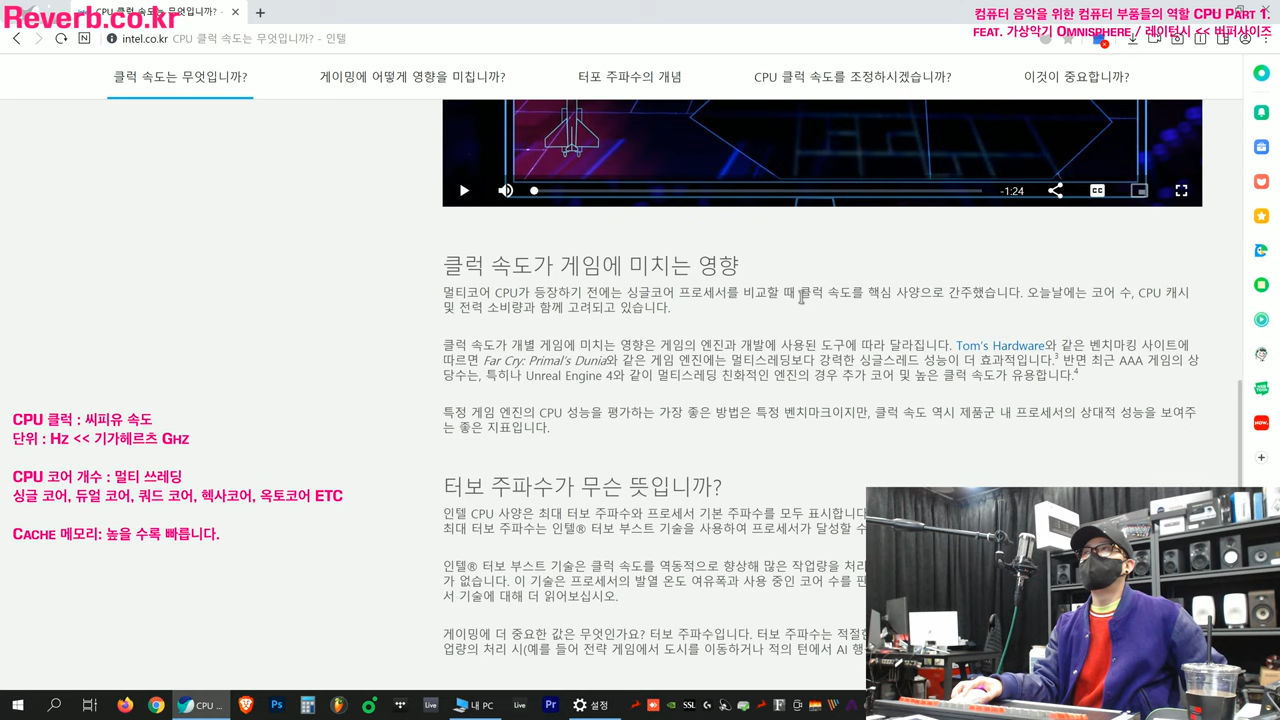 Reverb.co.kr
컴퓨터 음악을 위한 컴퓨터 부품들의 역할 CPU PART 1.
FEAT. 가상악기 OMNISPHERE / 레이턴시 << 버퍼사이즈
intel.co.kr CPU 클럭 속도는 무엇입니까? - 인텔
클럭 속도는 무엇입니까?
게이밍에 어떻게 영향을 미칩니까?
터포 주파수의 개념
CPU 클럭 속도를 조정하시겠습니까?
이것이 중요합니까?
-1:24
CC
클럭 속도가 게임에 미치는 영향
멀티코어 CPU가 등장하기 전에는 싱글코어 프로세서를 비교할 때 클럭 속도를 핵심 사양으로 간주했습니다. 오늘날에는 코어 수, CPU 캐시
및 전력 소비량과 함께 고려되고 있습니다.
클럭 속도가 개별 게임에 미치는 영향은 게임의 엔진과 개발에 사용된 도구에 따라 달라집니다. Tom's Hardware와 같은 벤치마킹 사이트에
따르면 Far Cry: Primal's Dunia와 같은 게임 엔진에는 멀티스레딩보다 강력한 싱글스레드 성능이 더 효과적입니다.3 반면 최근 AAA 게임의 상
당수는, 특히나 Unreal Engine 4와 같이 멀티스레딩 친화적인 엔진의 경우 추가 코어 및 높은 클럭 속도가 유용합니다.4
특정 게임 엔진의 CPU 성능을 평가하는 가장 좋은 방법은 특정 벤치마크이지만, 클럭 속도 역시 제품군 내 프로세서의 상대적 성능을 보여주
는 좋은 지표입니다.
CPU 클럭 : 씨피유 속도
단위 : Hz << 기가헤르츠 GHZ
CPU 코어 개수 : 멀티 쓰레딩
싱글 코어, 듀얼 코어, 쿼드 코어, 헥사코어, 옥토코어 ETC
CACHE 메모리: 높을 수록 빠릅니다.
터보 주파수가 무슨 뜻입니까?
인텔 CPU 사양은 최대 터보 주파수와 프로세서 기본 주파수를 모두 표시합니다
최대 터보 주파수는 인텔® 터보 부스트 기술을 사용하여 프로세서가 달성할 수
인텔® 터보 부스트 기술은 클럭 속도를 역동적으로 향상해 많은 작업량을 처리
가 없습니다. 이 기술은 프로세서의 발열 온도 여유폭과 사용 중인 코어 수를 판
서 기술에 대해 더 읽어보십시오.
게이밍에 더 중요한 값은 무엇인가요? 터보 주파수입니다. 터보 주파수는 적절한
업량의 처리 시(예를 들어 전략 게임에서 도시를 이동하거나 적의 턴에서 AI 행
NOW.
CPU ...
Ps
Live
내 PC
Live
Pr
설정
SSL